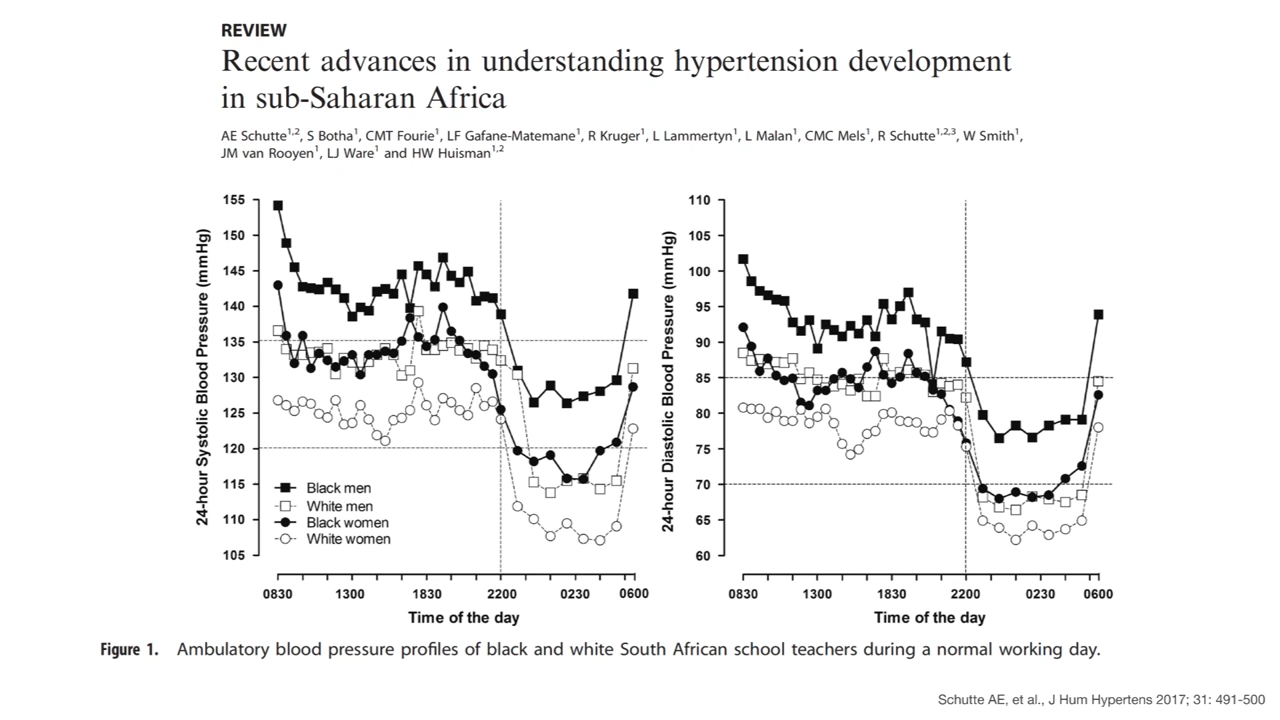 REVIEW
Recent advances in understanding hypertension development
in sub-Saharan Africa
AE Schutte1,2, S Botha1, CMT Fourie1, LF Gafane-Matemane1, R Kruger1, L Lammertyn1, L Malan1, CMC Mels1, R Schutte1,2,3, W Smith1,
JM van Rooyen1, LJ Ware1 and HW Huisman1,2
24-hour Systolic Blood Pressure (mmHg)
155
150
145
140
135
130
125
120
115
110
105
Black men
White men
Black women
White women
0830 1300 1830 2200 0230 0600
Time of the day
24-hour Diastolic Blood Pressure (mmHg)
110
105
100
95
90
85
80
75
70
65
60
0830 1300 1830 2200 0230 0600
Time of the day
Figure 1. Ambulatory blood pressure profiles of black and white South African school teachers during a normal working day.
Schutte AE, et al., J Hum Hypertens 2017; 31: 491-500